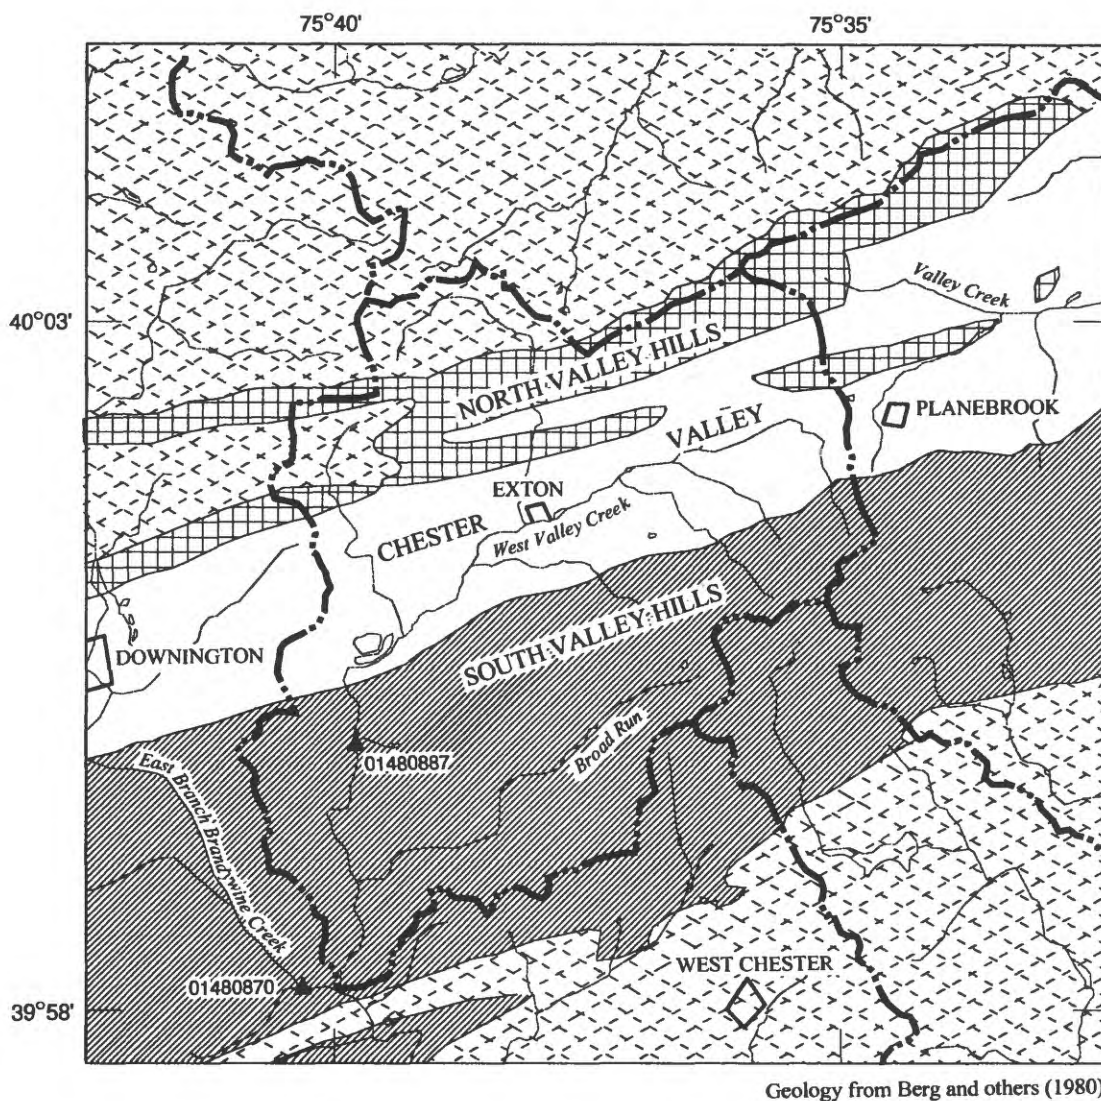 75°40'
75°35'
40°03'
Valley Creek
NORTH VALLEY HILLS
PLANEBROOK
VALLEY
EXTON
CHESTER
West Valley Creek
SOUTH VALLEY HILLS
DOWNINGTON
Broad Run
01480887
East Branch Brandywine Creek
WEST CHESTER
01480870
39°58'
Geology from Berg and others (1980)